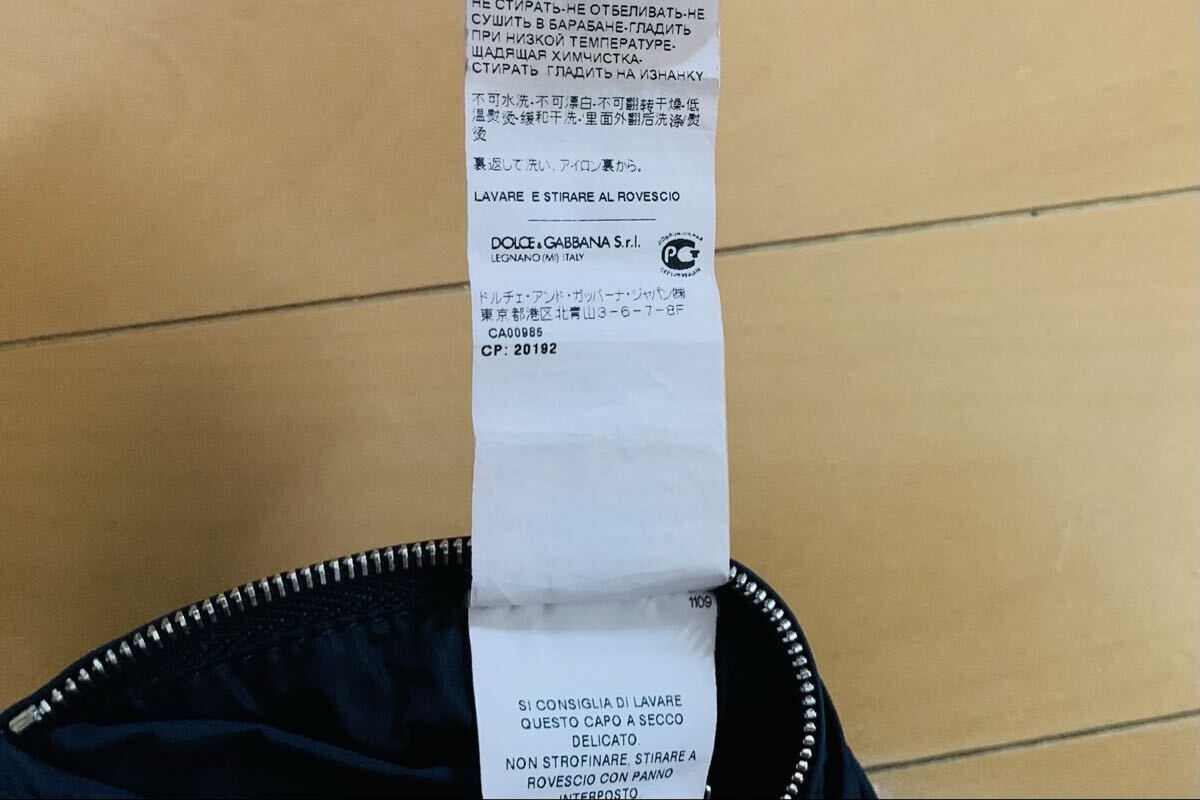 НЕ СТИРАТЬ-НЕ ОТБЕЛИВАТЬ-НЕ
СУШИТЬ В БАРАБАНЕ-ГЛАДИТЬ
ПРИ НИЗКОЙ ТЕМПЕРАТУРЕ-
ЩАДЯЩАЯ ХИМЧИСТКА-
СТИРАТЬ ГЛАДИТЬ НА ИЗНАНКУ
不可水洗-不可漂白-不可翻转干燥-低
温熨烫-缓和干洗-里面外翻后洗涤/熨
烫
裏返して洗い、アイロン裏から。
LAVARE E STIRARE AL ROVESCIO
DOLCE & GABBANA S.r.l.
LEGNANO (MI) ITALY
ドルチェ・アンド・ガッバーナ・ジャパン㈱
東京都港区北青山3-6-7-8F
CA00985
CP: 20192
1109
SI CONSIGLIA DI LAVARE
QUESTO CAPO A SECCO
DELICATO.
NON STROFINARE, STIRARE A
ROVESCIO CON PANNO
INTERPOSTO.